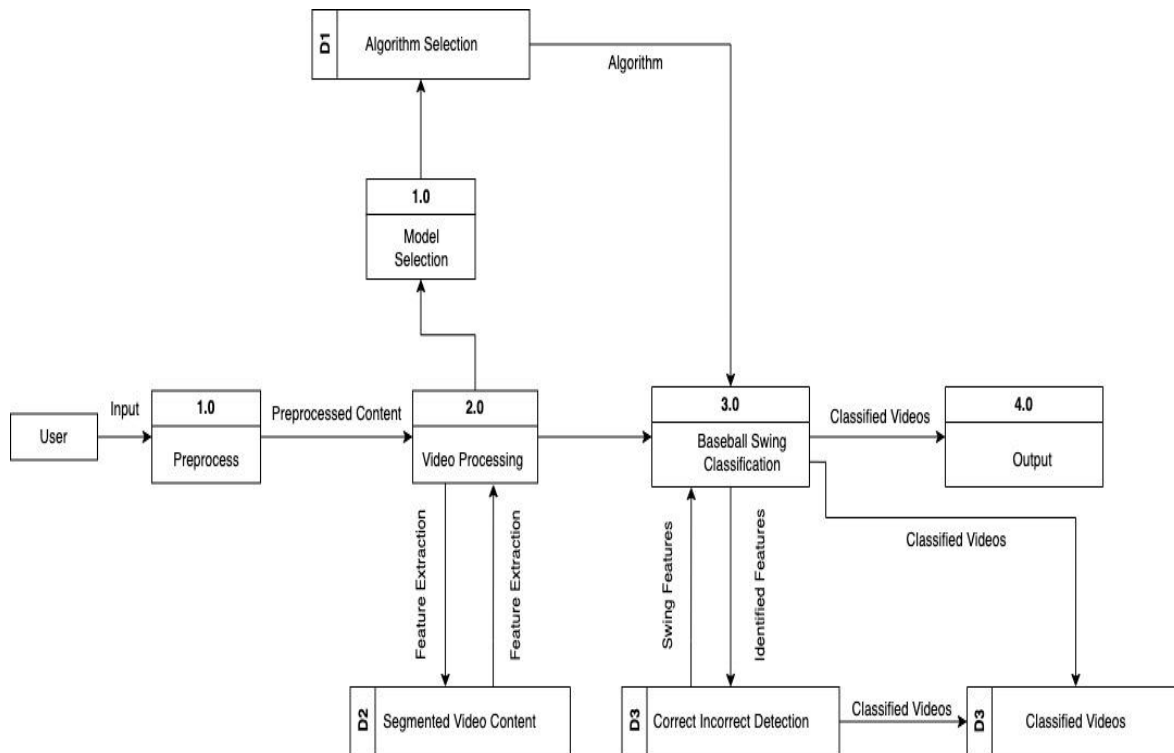 D1
Algorithm Selection
Algorithm
1.0
Model
Selection
User
Input
1.0
Preprocess
Preprocessed Content
2.0
Video Processing
3.0
Baseball Swing
Classification
Classified Videos
4.0
Output
Feature Extraction
Feature Extraction
Swing Features
Identified Features
Classified Videos
D2
Segmented Video Content
D3
Correct Incorrect Detection
Classified Videos
D3
Classified Videos